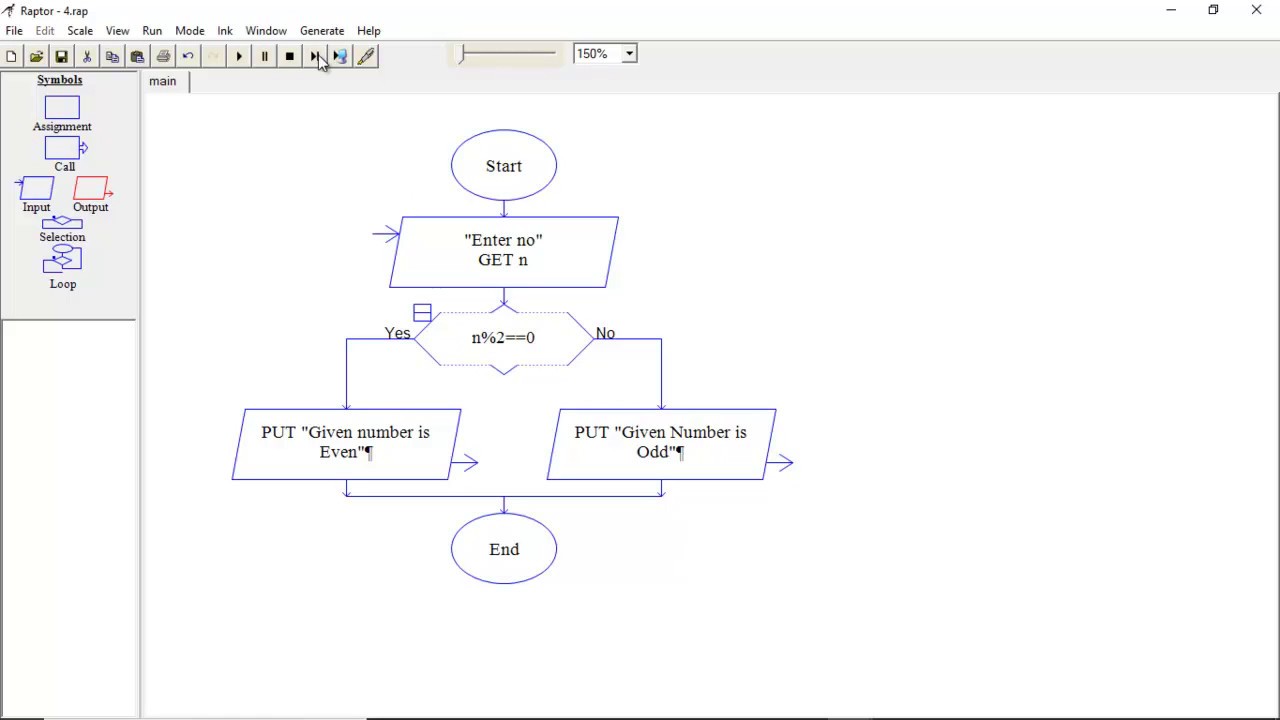 Raptor - 4.rap
File Edit Scale View Run Mode Ink Window Generate Help
150%
Symbols
Assignment
Call
Input Output
Selection
Loop
main
Start
"Enter no"
GET n
Yes n%2==0 No
PUT "Given number is
Even"¶
PUT "Given Number is
Odd"¶
End